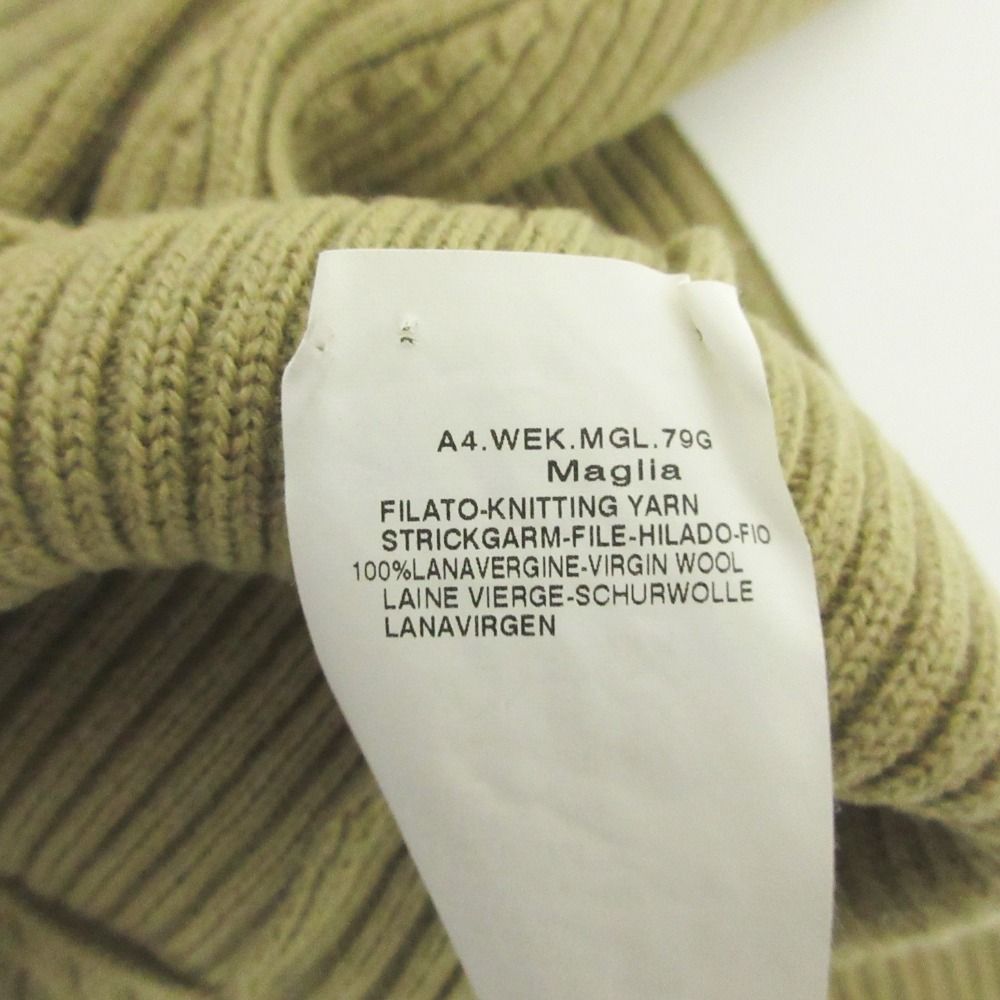 A4.WEK.MGL.79G
Maglia
FILATO-KNITTING YARN
STRICKGARM-FILE-HILADO-FIO
100%LANAVERGINE-VIRGIN WOOL
LAINE VIERGE-SCHURWOLLE
LANAVIRGEN